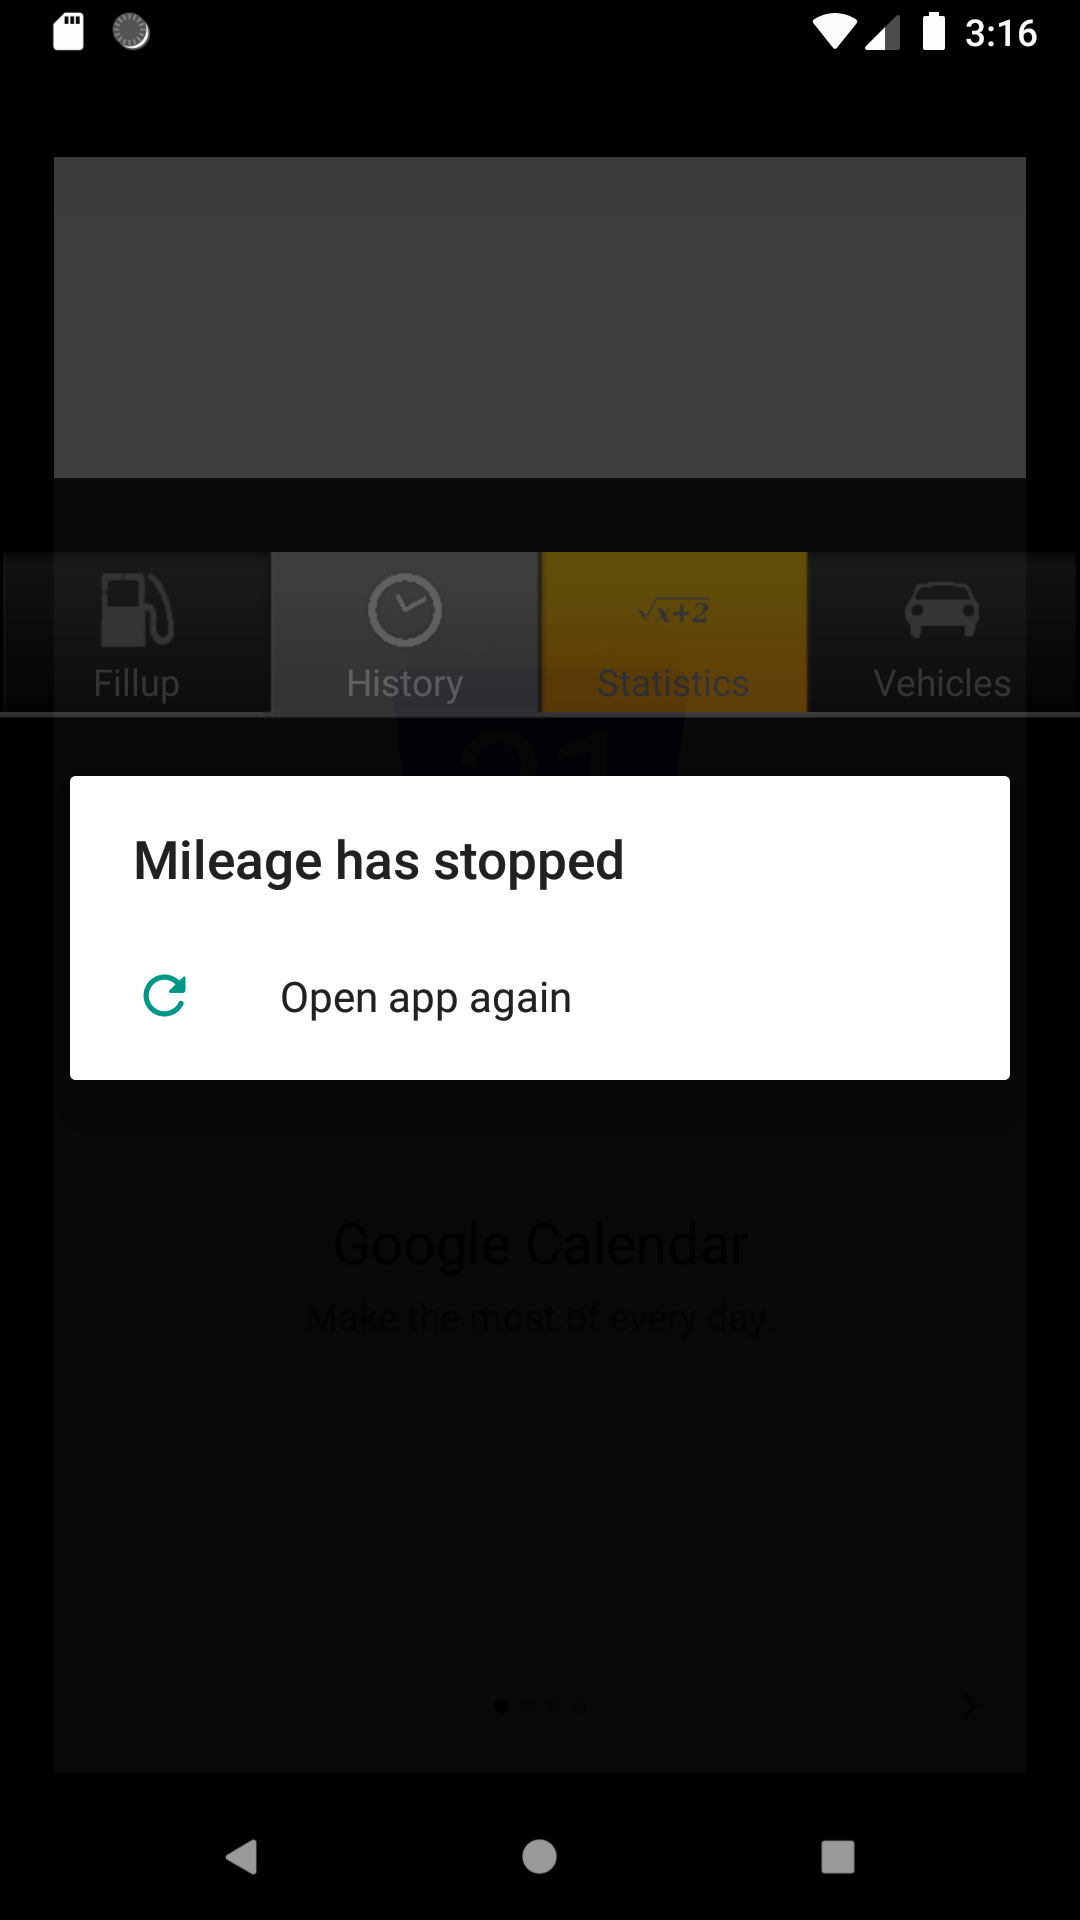 3:16
√x+2
Fillup
History
Statistics
Vehicles
31
Mileage has stopped
Open app again
Google Calendar
Make the most of every day.